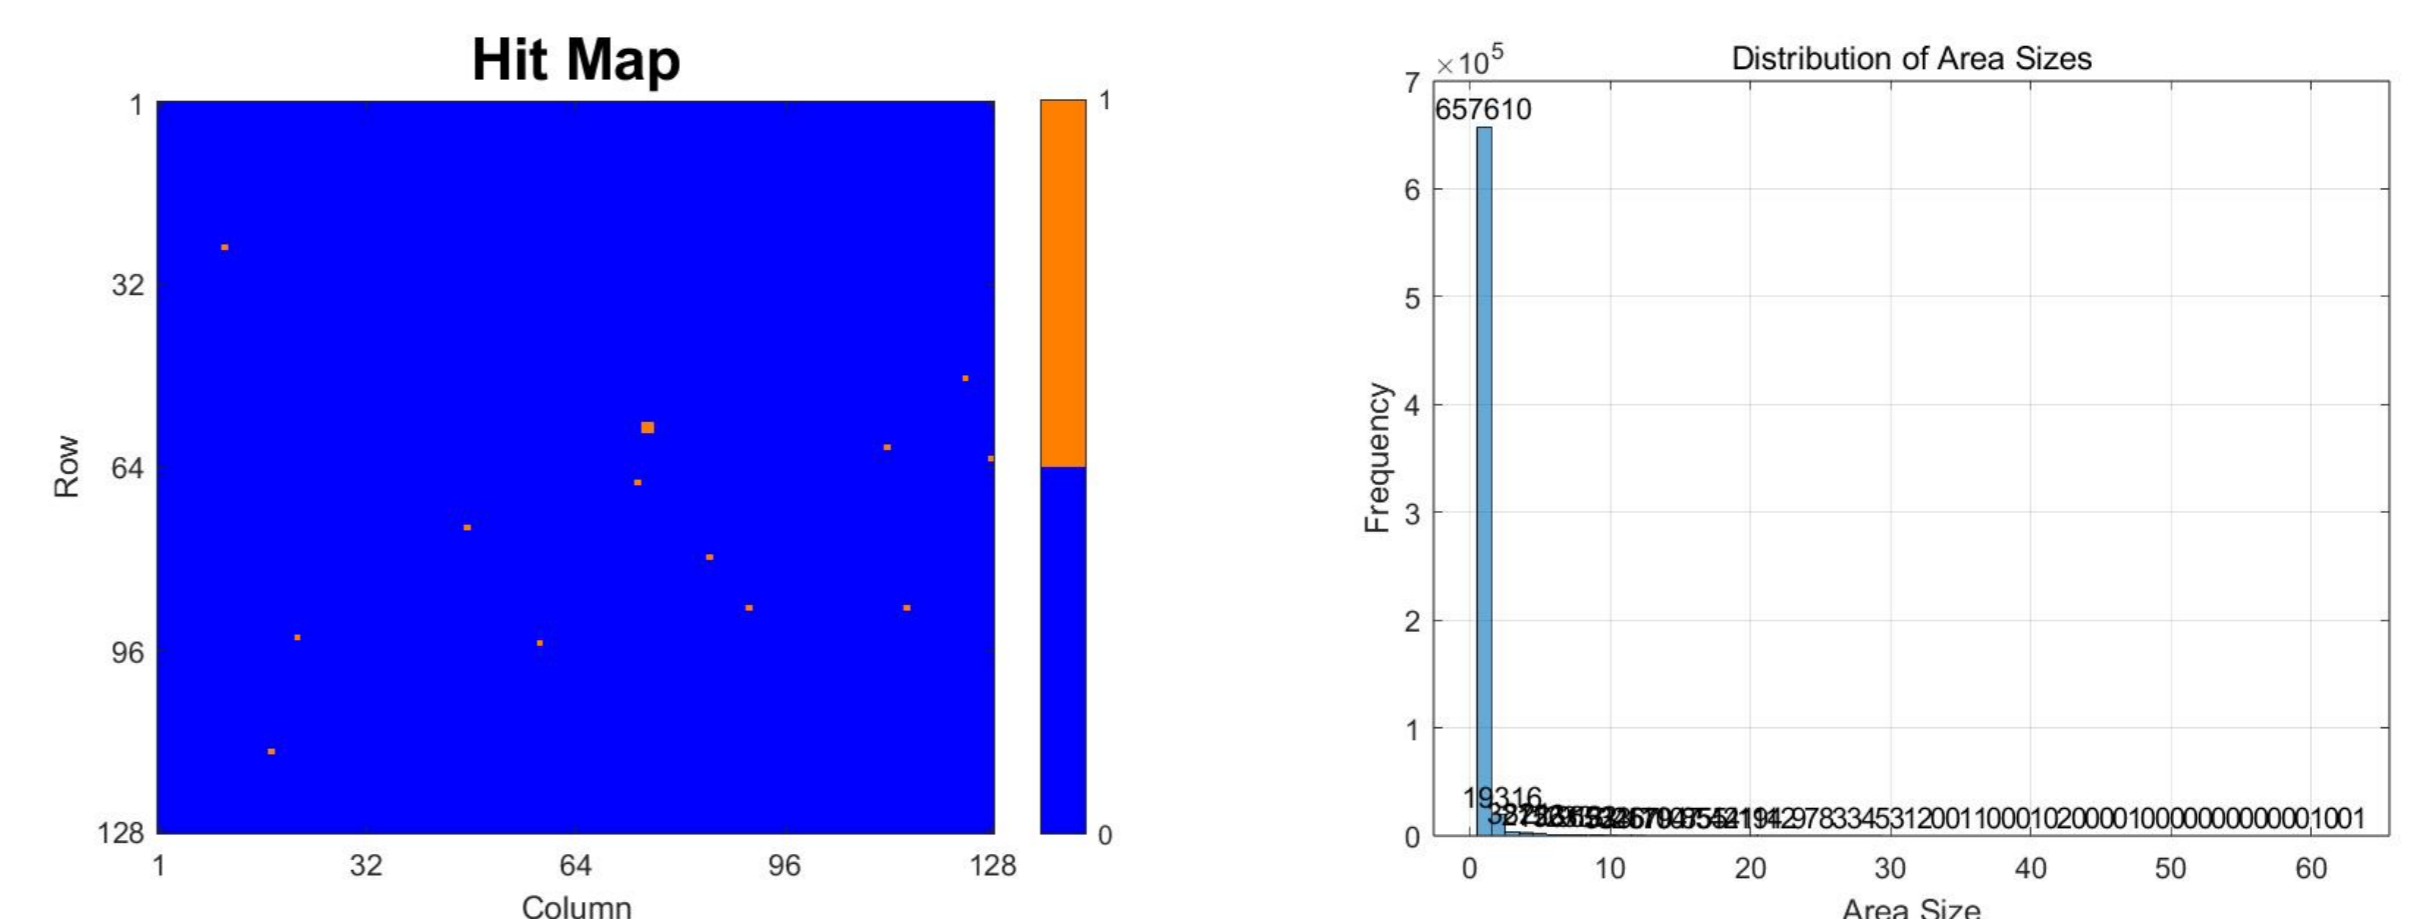 Hit Map
1
32
64
96
128
Row
1 32 64 96 128
Column
1
0
Distribution of Area Sizes
×10⁵
7
6
5
4
3
2
1
0
Frequency
657610
19316
0 10 20 30 40 50 60
Area Size